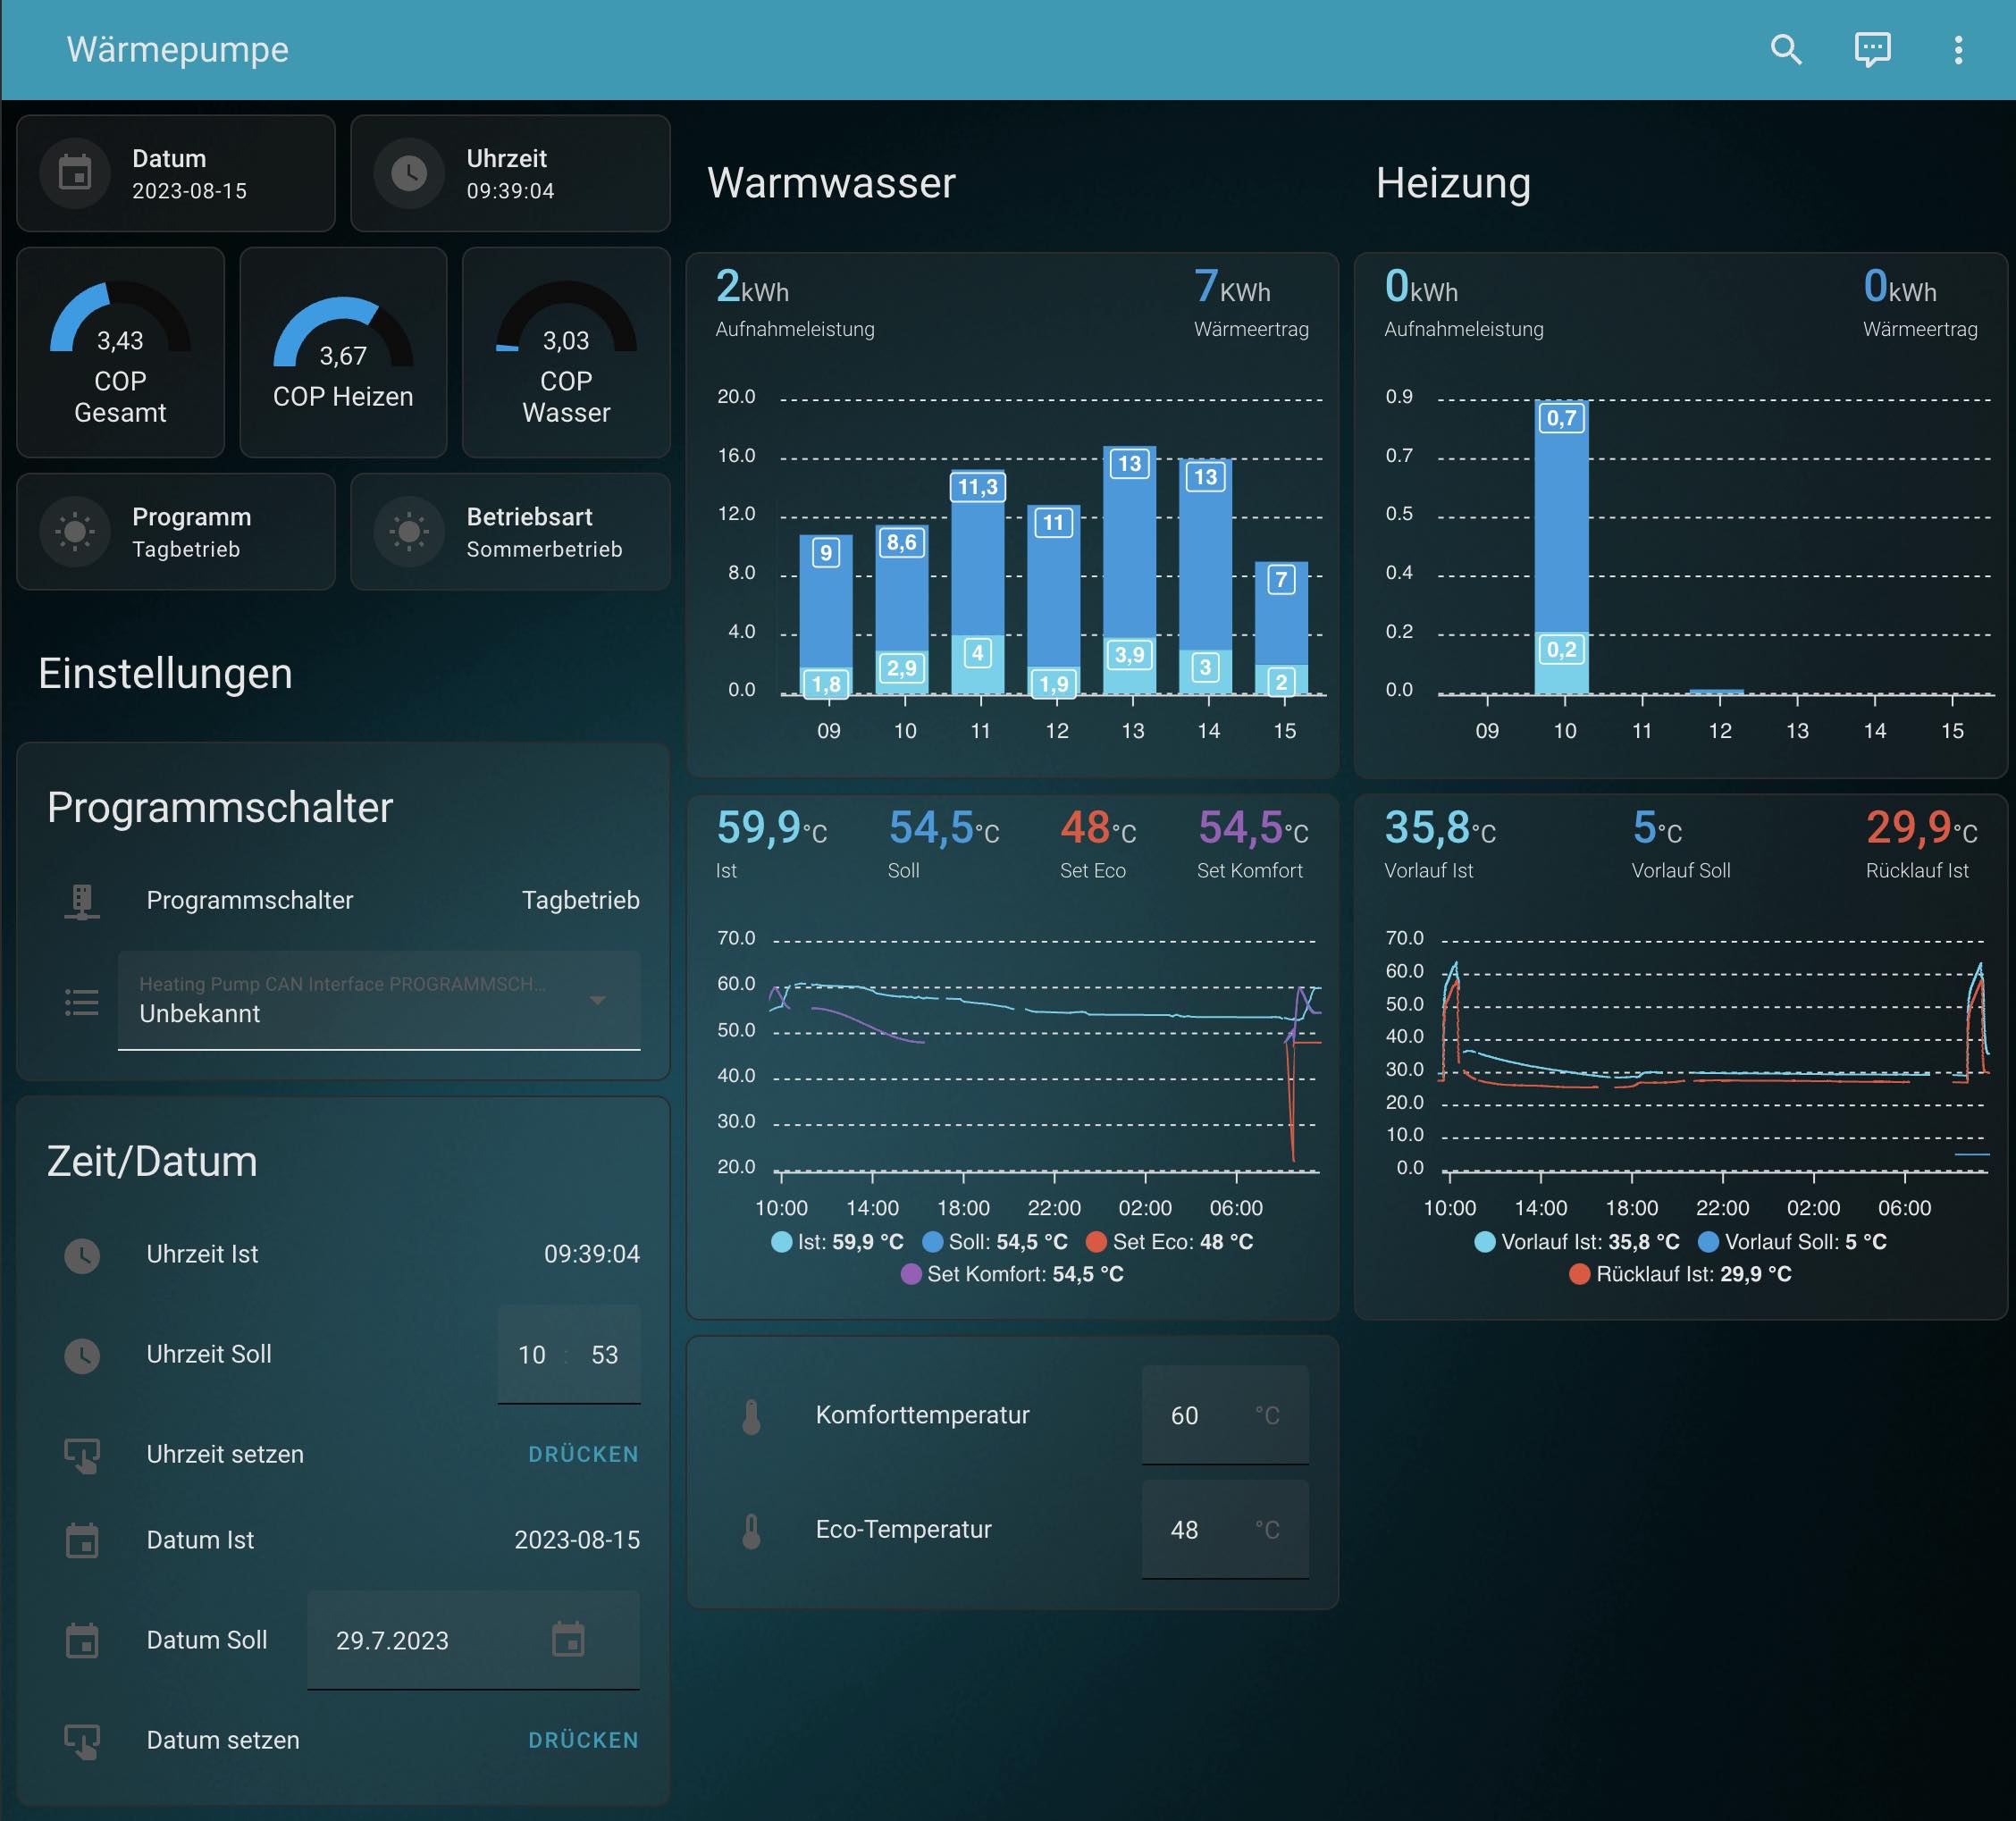 Wärmepumpe
Datum
2023-08-15
Uhrzeit
09:39:04
3,43
COP
Gesamt
3,67
COP Heizen
3,03
COP
Wasser
Programm
Tagbetrieb
Betriebsart
Sommerbetrieb
Einstellungen
Programmschalter
Programmschalter Tagbetrieb
Heating Pump CAN Interface PROGRAMMSCH...
Unbekannt
Zeit/Datum
Uhrzeit Ist 09:39:04
Uhrzeit Soll 10 : 53
Uhrzeit setzen DRÜCKEN
Datum Ist 2023-08-15
Datum Soll 29.7.2023
Datum setzen DRÜCKEN
Warmwasser
2kWh 7KWh
Aufnahmeleistung Wärmeertrag
20.0
16.0
12.0
8.0
4.0
0.0
9 8,6 11,3 11 13 13 7
1,8 2,9 4 1,9 3,9 3 2
09 10 11 12 13 14 15
59,9°C 54,5°C 48°C 54,5°C
Ist Soll Set Eco Set Komfort
70.0
60.0
50.0
40.0
30.0
20.0
10:00 14:00 18:00 22:00 02:00 06:00
Ist: 59,9 °C Soll: 54,5 °C Set Eco: 48 °C
Set Komfort: 54,5 °C
Komforttemperatur 60 °C
Eco-Temperatur 48 °C
Heizung
0kWh 0kWh
Aufnahmeleistung Wärmeertrag
0.9
0.7
0.5
0.4
0.2
0.0
0,7
0,2
09 10 11 12 13 14 15
35,8°C 5°C 29,9°C
Vorlauf Ist Vorlauf Soll Rücklauf Ist
70.0
60.0
50.0
40.0
30.0
20.0
10.0
0.0
10:00 14:00 18:00 22:00 02:00 06:00
Vorlauf Ist: 35,8 °C Vorlauf Soll: 5 °C
Rücklauf Ist: 29,9 °C